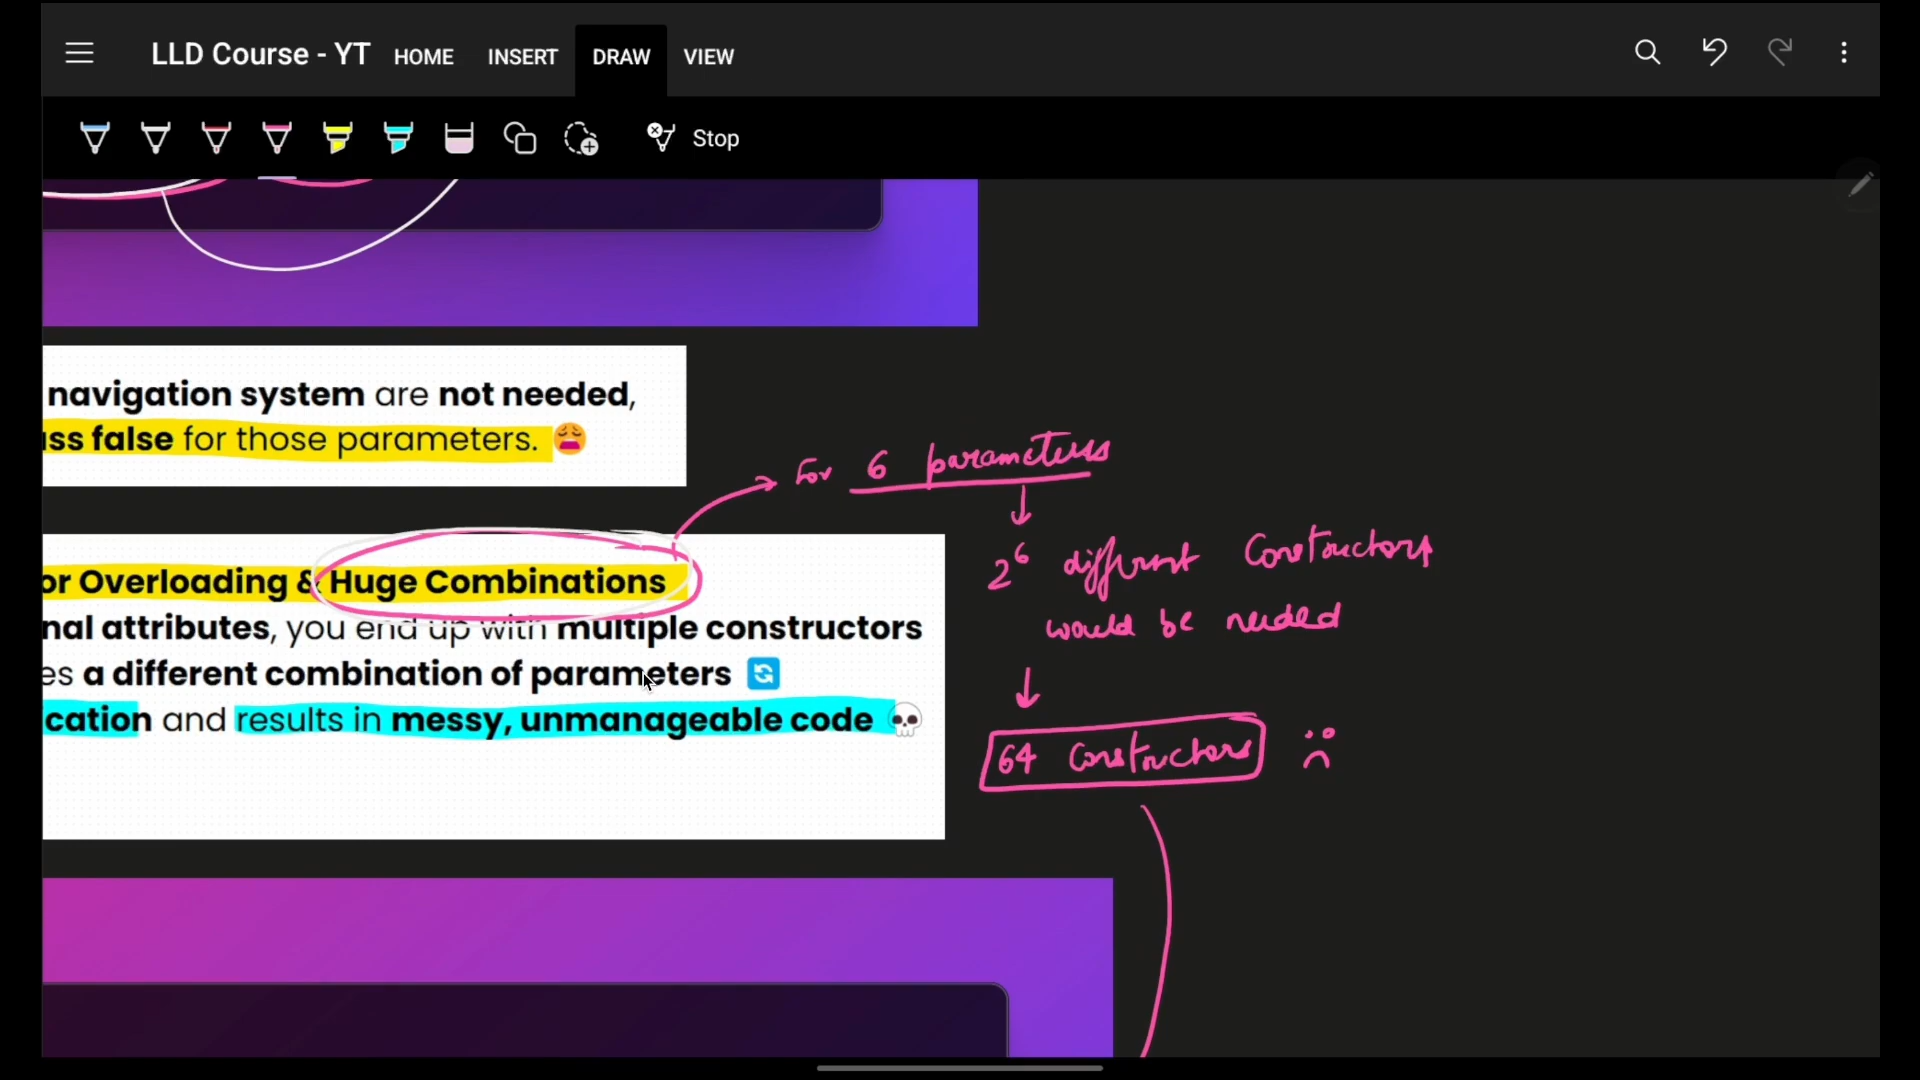 LLD Course - YT HOME INSERT DRAW VIEW
Stop
navigation system are not needed,
ss false for those parameters. 😩
For 6 parameters
or Overloading & Huge Combinations
nal attributes, you end up with multiple constructors
es a different combination of parameters 🔄
cation and results in messy, unmanageable code 💀
2⁶ different Constructors
would be needed
64 Constructors